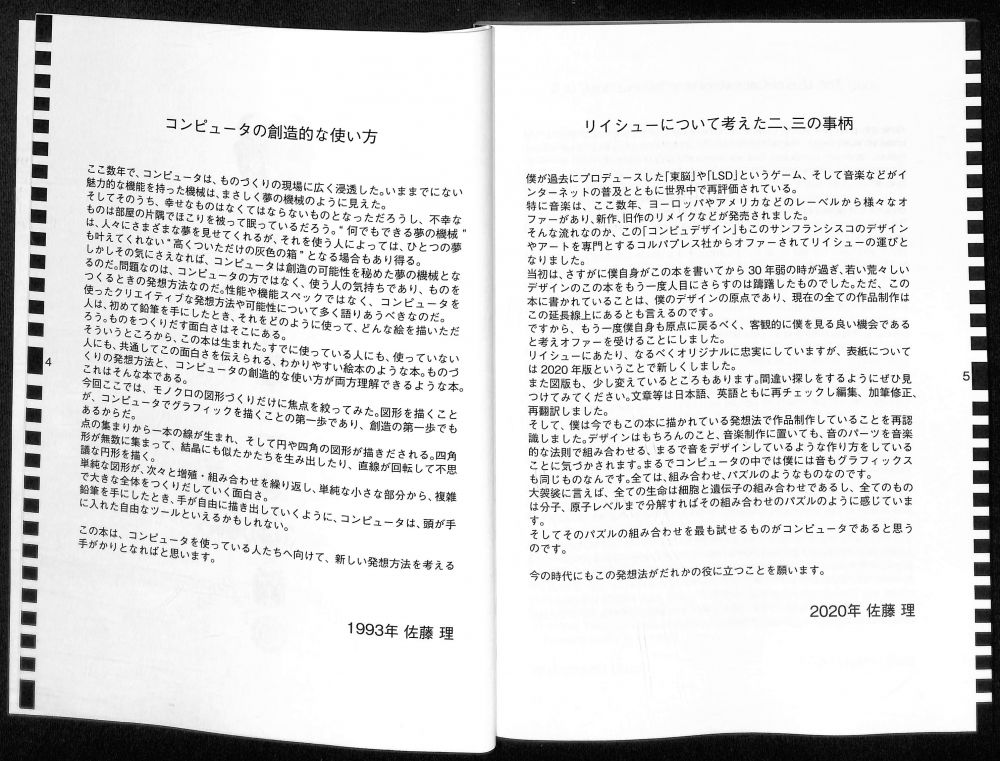 コンピュータの創造的な使い方
ここ数年で、コンピュータは、ものづくりの現場に広く浸透した。いままでにない
魅力的な機能を持った機械は、まさしく夢の機械のように見えた。
そしてそのうち、幸せなものはなくてはならないものとなっただろうし、不幸な
ものは部屋の片隅でほこりを被って眠っているだろう。"何でもできる夢の機械"
は、人々にさまざまな夢を見せてくれるが、それを使う人によっては、ひとつの夢
も叶えてくれない"高くついただけの灰色の箱"となる場合もあり得る。
しかしその気にさえなれば、コンピュータは創造の可能性を秘めた夢の機械とな
るのだ。問題なのは、コンピュータの方ではなく、使う人の気持ちであり、ものを
つくるときの発想方法なのだ。性能や機能スペックではなく、コンピュータを
使ったクリエイティブな発想方法や可能性について多く語りあうべきなのだ。
人は、初めて鉛筆を手にしたとき、それをどのように使って、どんな絵を描いただ
ろう。ものをつくりだす面白さはそこにある。
そういうところから、この本は生まれた。すでに使っている人にも、使っていない
人にも、共通してこの面白さを伝えられる、わかりやすい絵本のような本。ものづ
くりの発想方法と、コンピュータの創造的な使い方が両方理解できるような本。
これはそんな本である。
今回ここでは、モノクロの図形づくりだけに焦点を絞ってみた。図形を描くこと
が、コンピュータでグラフィックを描くことの第一歩であり、創造の第一歩でも
あるからだ。
点の集まりから一本の線が生まれ、そして円や四角の図形が描きだされる。四角
形が無数に集まって、結晶にも似たかたちを生み出したり、直線が回転して不思
議な円形を描く。
単純な図形が、次々と増殖・組み合わせを繰り返し、単純な小さな部分から、複雑
で大きな全体をつくりだしていく面白さ。
鉛筆を手にしたとき、手が自由に描き出していくように、コンピュータは、頭が手
に入れた自由なツールといえるかもしれない。
この本は、コンピュータを使っている人たちへ向けて、新しい発想方法を考える
手がかりとなればと思います。
1993年 佐藤 理
4
リイシューについて考えた二、三の事柄
僕が過去にプロデュースした「東脳」や「LSD」というゲーム、そして音楽などがイ
ンターネットの普及とともに世界中で再評価されている。
特に音楽は、ここ数年、ヨーロッパやアメリカなどのレーベルから様々なオ
ファーがあり、新作、旧作のリメイクなどが発売されました。
そんな流れなのか、この「コンピュデザイン」もこのサンフランシスコのデザイン
やアートを専門とするコルパプレス社からオファーされてリイシューの運びと
なりました。
当初は、さすがに僕自身がこの本を書いてから 30 年弱の時が過ぎ、若い荒々しい
デザインのこの本をもう一度人目にさらすのは躊躇したものでした。ただ、この
本に書かれていることは、僕のデザインの原点であり、現在の全ての作品制作は
この延長線上にあるとも言えるのです。
ですから、もう一度僕自身も原点に戻るべく、客観的に僕を見る良い機会である
と考えオファーを受けることにしました。
リイシューにあたり、なるべくオリジナルに忠実にしていますが、表紙について
は 2020 年版ということで新しくしました。
また図版も、少し変えているところもあります。間違い探しをするようにぜひ見
つけてみてください。文章等は日本語、英語ともに再チェックし編集、加筆修正、
再翻訳しました。
そして、僕は今でもこの本に描かれている発想法で作品制作していることを再認
識しました。デザインはもちろんのこと、音楽制作に置いても、音のパーツを音楽
的な法則で組み合わせる、まるで音をデザインしているような作り方をしている
ことに気づかされます。まるでコンピュータの中では僕には音もグラフィックス
も同じものなんです。全ては、組み合わせ、パズルのようなものなのです。
大袈裟に言えば、全ての生命は細胞と遺伝子の組み合わせであるし、全てのもの
は分子、原子レベルまで分解すればその組み合わせのパズルのように感じていま
す。
そしてそのパズルの組み合わせを最も試せるものがコンピュータであると思う
のです。
今の時代にもこの発想法がだれかの役に立つことを願います。
2020年 佐藤 理
5